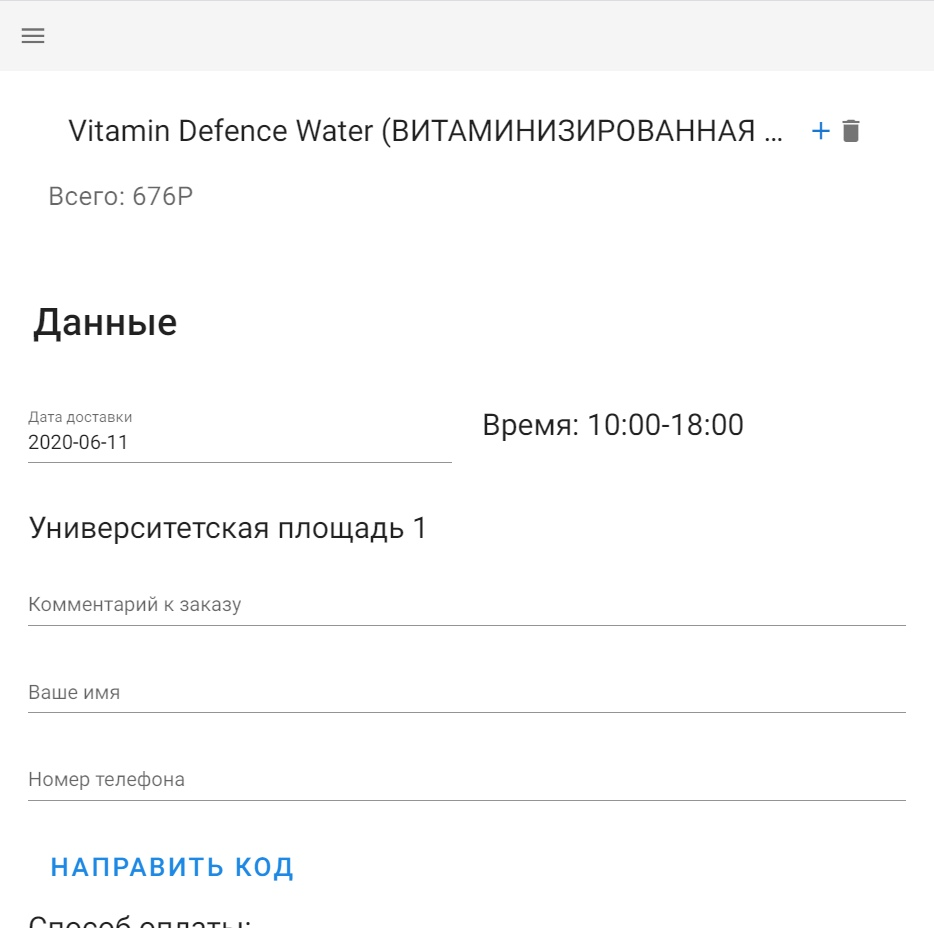 Vitamin Defence Water (ВИТАМИНИЗИРОВАННАЯ ...
Всего: 676Р
Данные
Дата доставки
2020-06-11
Время: 10:00-18:00
Университетская площадь 1
Комментарий к заказу
Ваше имя
Номер телефона
НАПРАВИТЬ КОД
Способ оплаты: